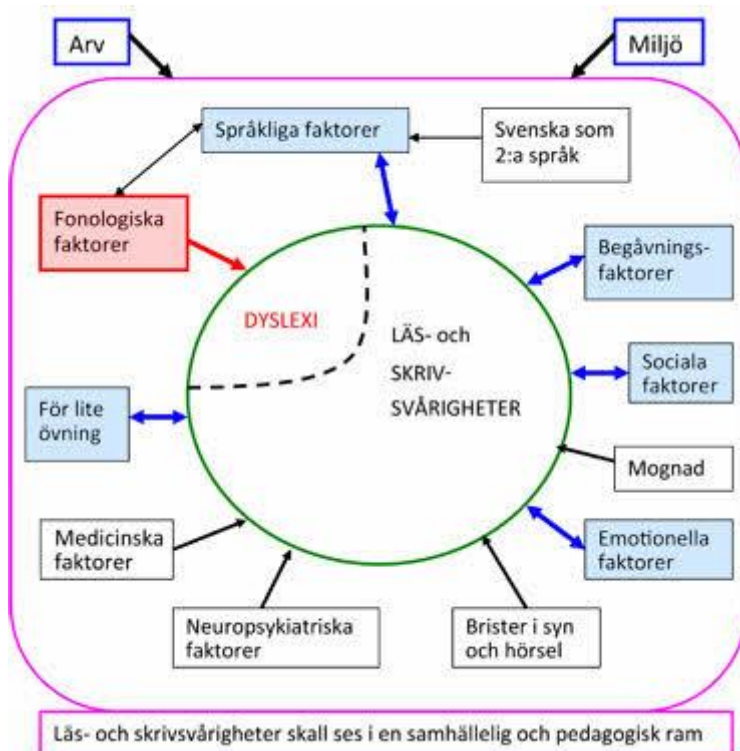 Arv
Miljö
Språkliga faktorer
Svenska som
2:a språk
Fonologiska
faktorer
Begåvnings-
faktorer
DYSLEXI
LÄS- och
SKRIV-
SVÅRIGHETER
Sociala
faktorer
För lite
övning
Mognad
Medicinska
faktorer
Emotionella
faktorer
Neuropsykiatriska
faktorer
Brister i syn
och hörsel
Läs- och skrivsvårigheter skall ses i en samhällelig och pedagogisk ram